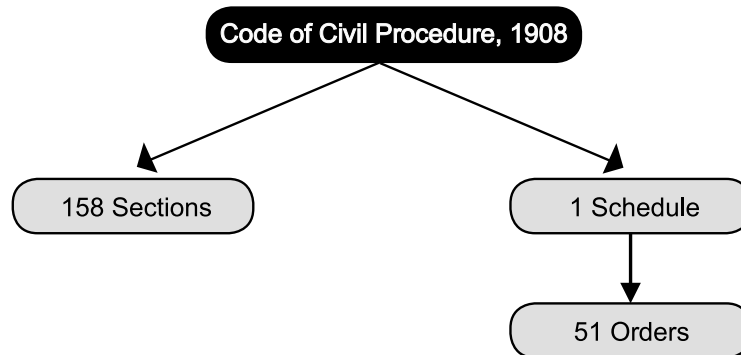 Code of Civil Procedure, 1908
158 Sections
1 Schedule
51 Orders